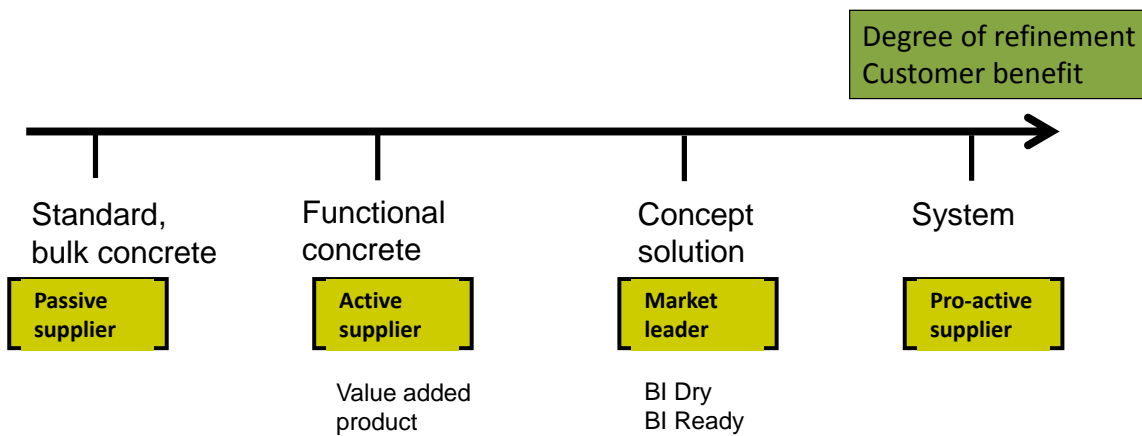 Degree of refinement
Customer benefit
Standard,
bulk concrete
Functional
concrete
Concept
solution
System
Passive
supplier
Active
supplier
Market
leader
Pro-active
supplier
Value added
product
BI Dry
BI Ready